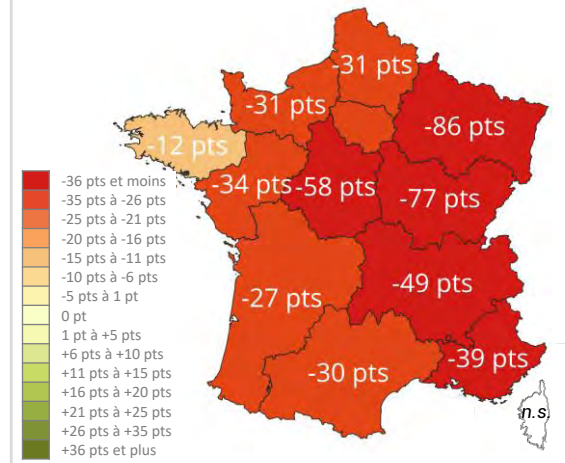 -31 pts
-31 pts
-86 pts
-12 pts
-34 pts
-58 pts
-77 pts
-49 pts
-27 pts
-39 pts
-30 pts
n.s.
-36 pts et moins
-35 pts à -26 pts
-25 pts à -21 pts
-20 pts à -16 pts
-15 pts à -11 pts
-10 pts à -6 pts
-5 pts à 1 pt
0 pt
1 pt à +5 pts
+6 pts à +10 pts
+11 pts à +15 pts
+16 pts à +20 pts
+21 pts à +25 pts
+26 pts à +35 pts
+36 pts et plus